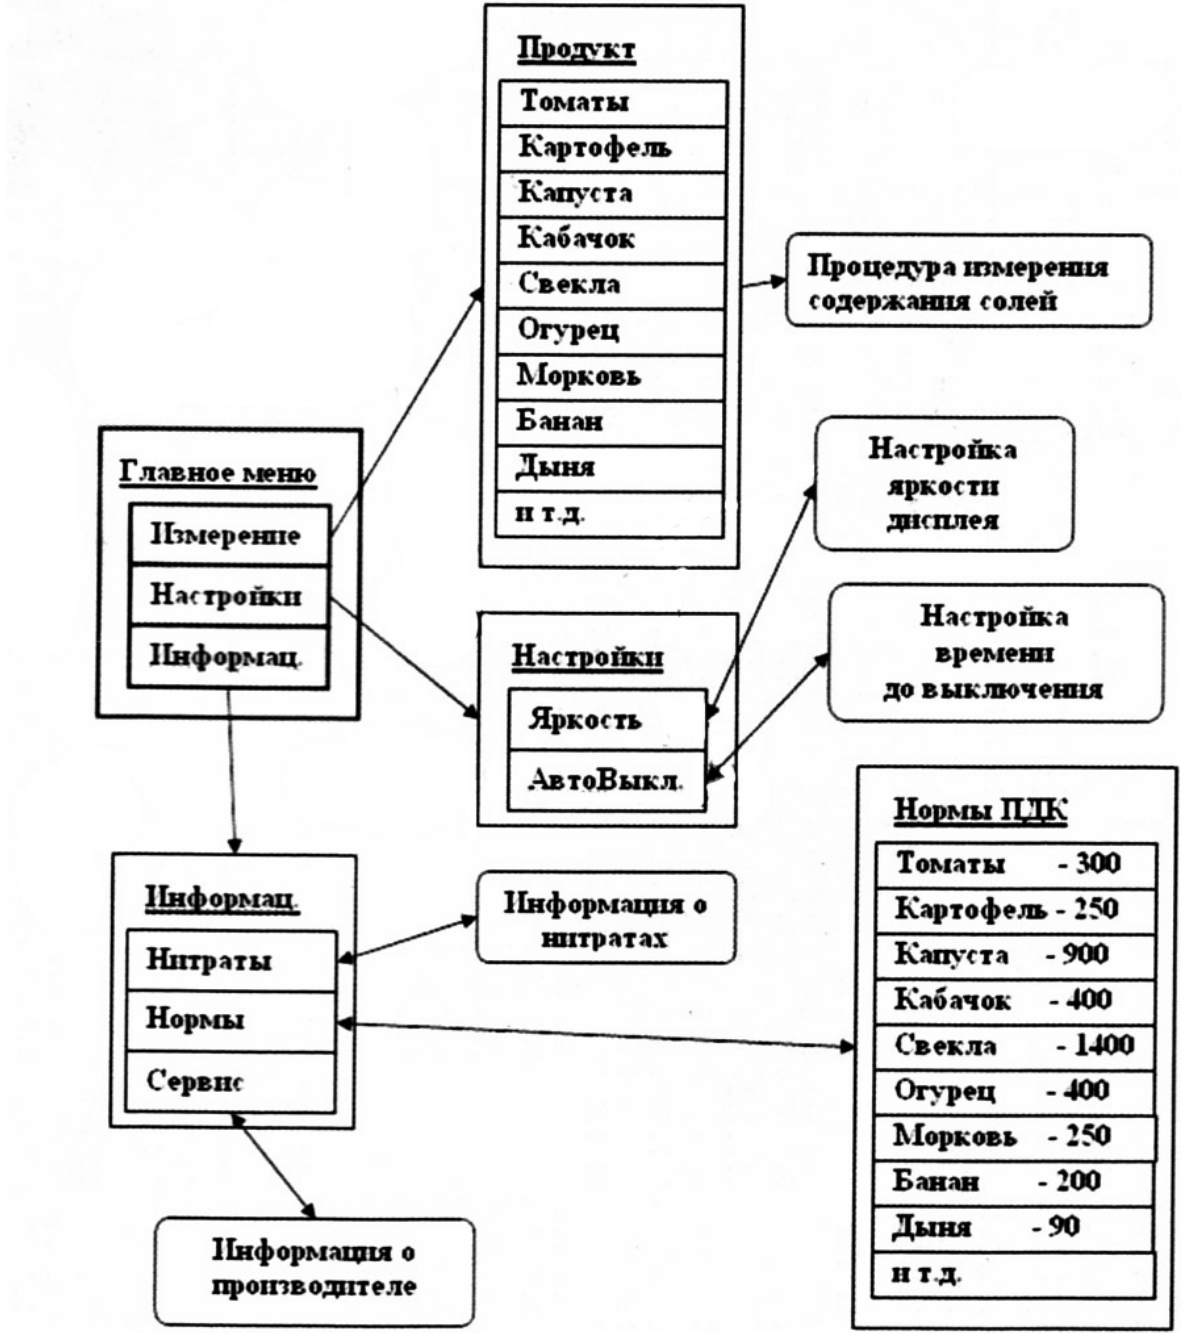 Продукт
Томаты
Картофель
Капуста
Кабачок
Свекла
Огурец
Морковь
Банан
Дыня
и т.д.
Процедура измерения
содержания солей
Главное меню
Измерение
Настройки
Информац.
Настройка
яркости
дисплея
Настройки
Яркость
АвтоВыкл.
Настройка
времени
до выключения
Информац.
Нитраты
Нормы
Сервис
Информация о
нитратах
Нормы ПДК
Томаты - 300
Картофель - 250
Капуста - 900
Кабачок - 400
Свекла - 1400
Огурец - 400
Морковь - 250
Банан - 200
Дыня - 90
и т.д.
Информация о
производителе